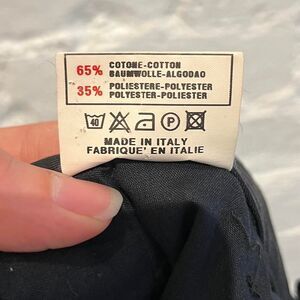 65% COTONE-COTTON
BAUMWOLLE-ALGODAO
35% POLIESTERE-POLYESTER
POLYESTER-POLIESTER
40 A P
MADE IN ITALY
FABRIQUE' EN ITALIE